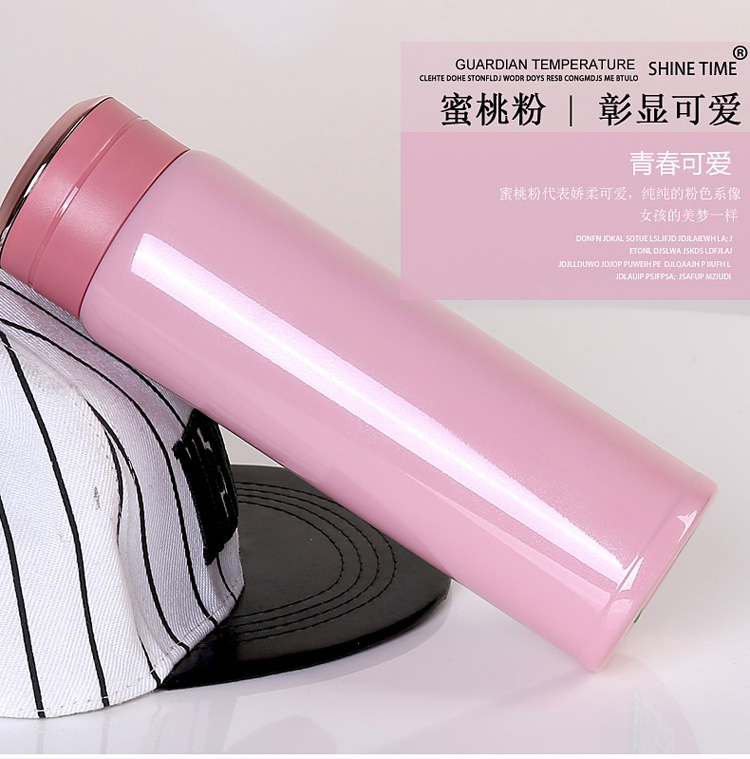 GUARDIAN TEMPERATURE
SHINE TIME®
CLEHTE DOHE STONFLDJ WODR DOYS RESB CONGMDJS ME BTULO
蜜桃粉 | 彰显可爱
青春可爱
蜜桃粉代表娇柔可爱，纯纯的粉色系像
女孩的美梦一样
DONFN JDKAL SOTUE LSLJFJD JDJLAIEWH LA; J
ETONL DJSLWA JSKDS LDFJLAJ
JDJLLDUWO JDJOP PUWEIH PE DJLQAAJH P IIUFH L
JDLAUIP PSJFPSA; JSAFUP MZIUDI